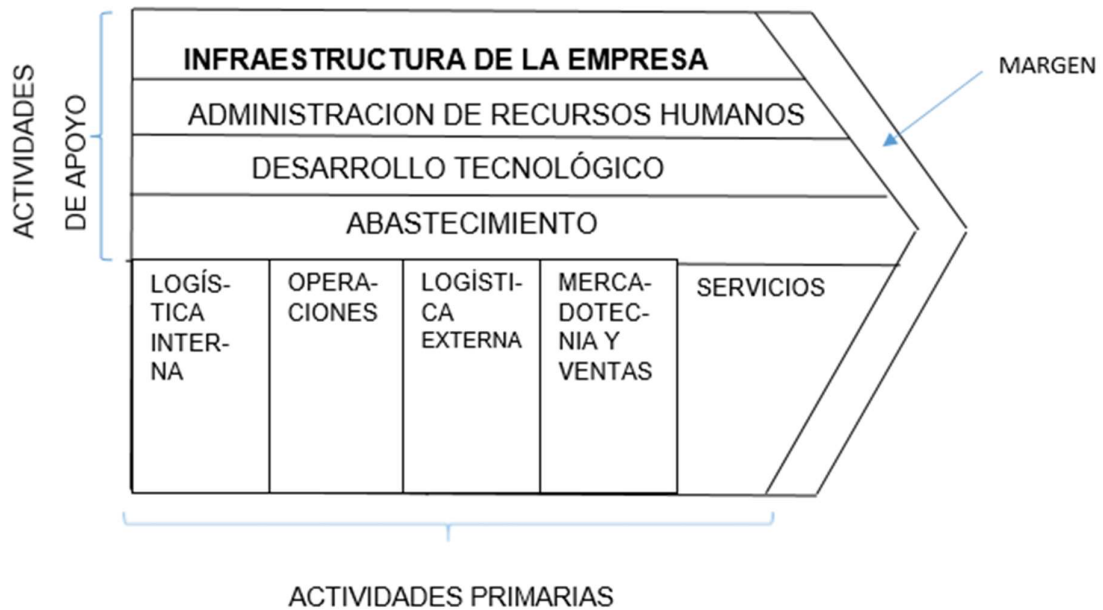 INFRAESTRUCTURA DE LA EMPRESA
MARGEN
ADMINISTRACION DE RECURSOS HUMANOS
DESARROLLO TECNOLÓGICO
ABASTECIMIENTO
ACTIVIDADES
DE APOYO
LOGÍS-
TICA
INTER-
NA
OPERA-
CIONES
LOGÍSTI-
CA
EXTERNA
MERCA-
DOTEC-
NIA Y
VENTAS
SERVICIOS
ACTIVIDADES PRIMARIAS